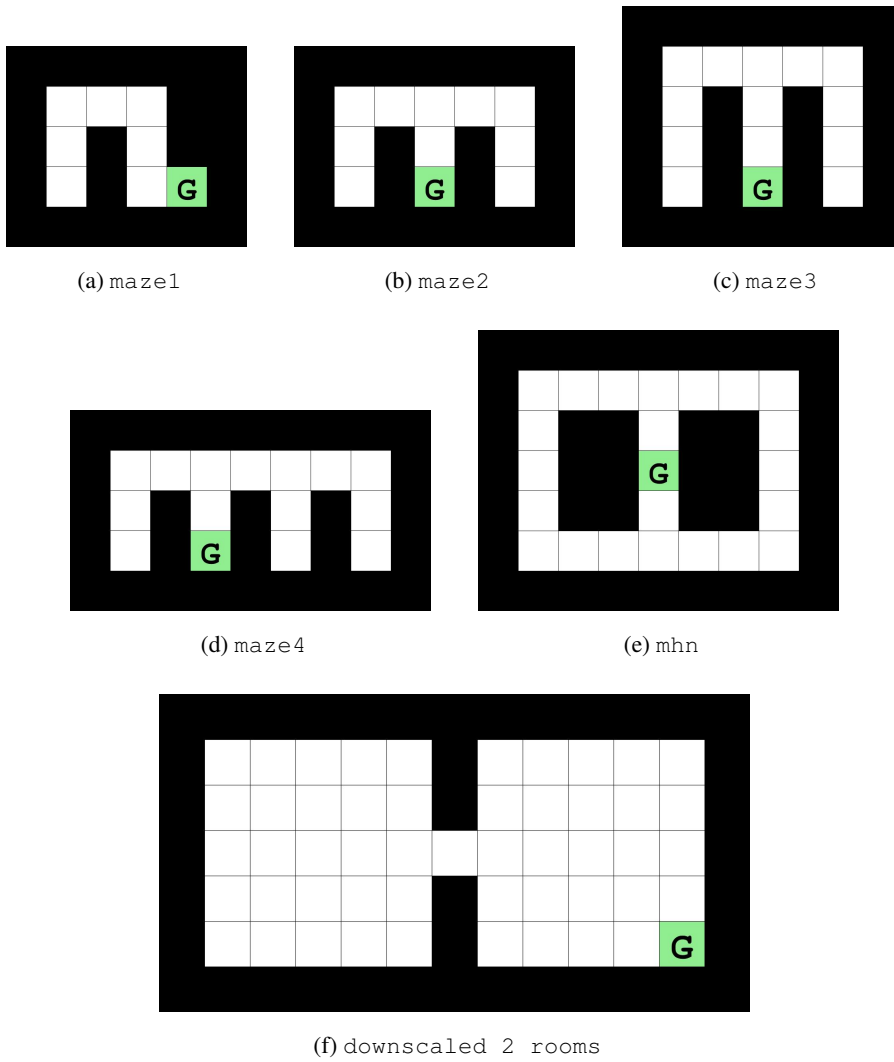 G
G
G
(a) maze1
(b) maze2
(c) maze3
G
G
(d) maze4
(e) mhn
G
(f) downscaled 2 rooms